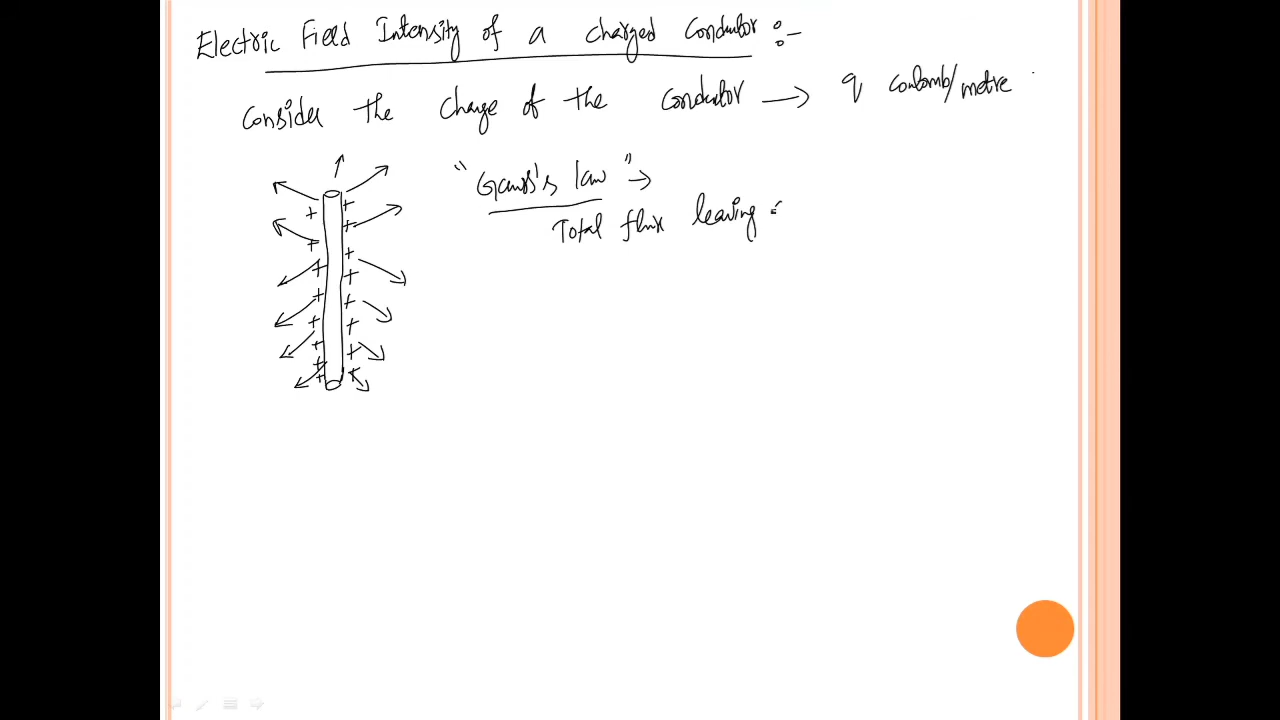 Electric Field Intensity of a charged Conductor :-
Consider the charge of the conductor → q coulomb/metre
"Gauss's law" →
Total flux leaving =